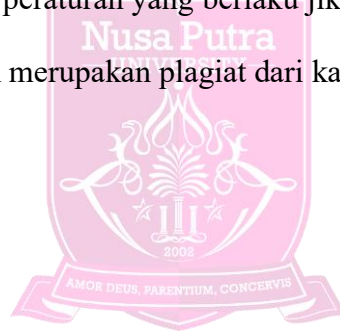 peraturan yang berlaku jik
Nusa Putra
UNIVERSITY
merupakan plagiat dari ka
2002
AMOR DEUS, PARENTIUM, CONCERVIS